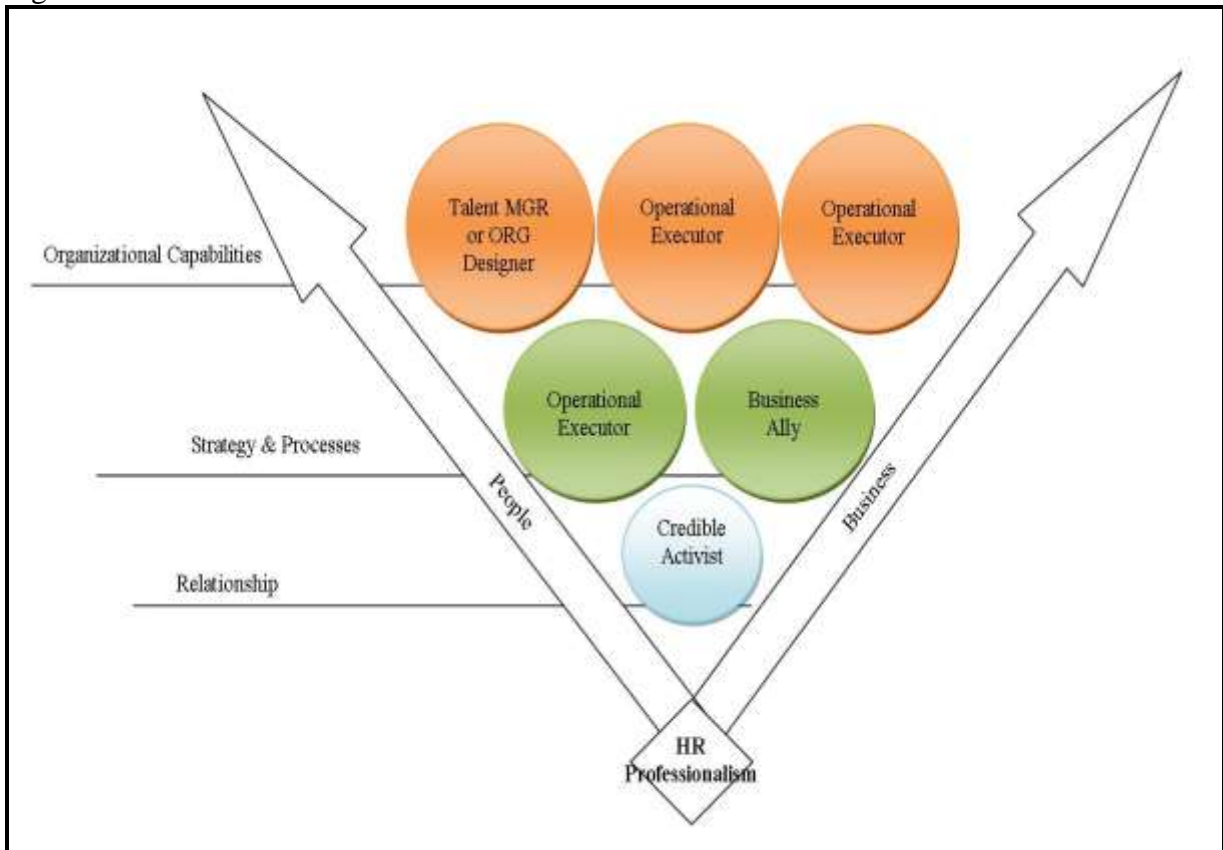 Talent MGR
or ORG
Designer
Operational
Executor
Operational
Executor
Organizational Capabilities
Operational
Executor
Business
Ally
Strategy & Processes
People
Business
Credible
Activist
Relationship
HR
Professionalism